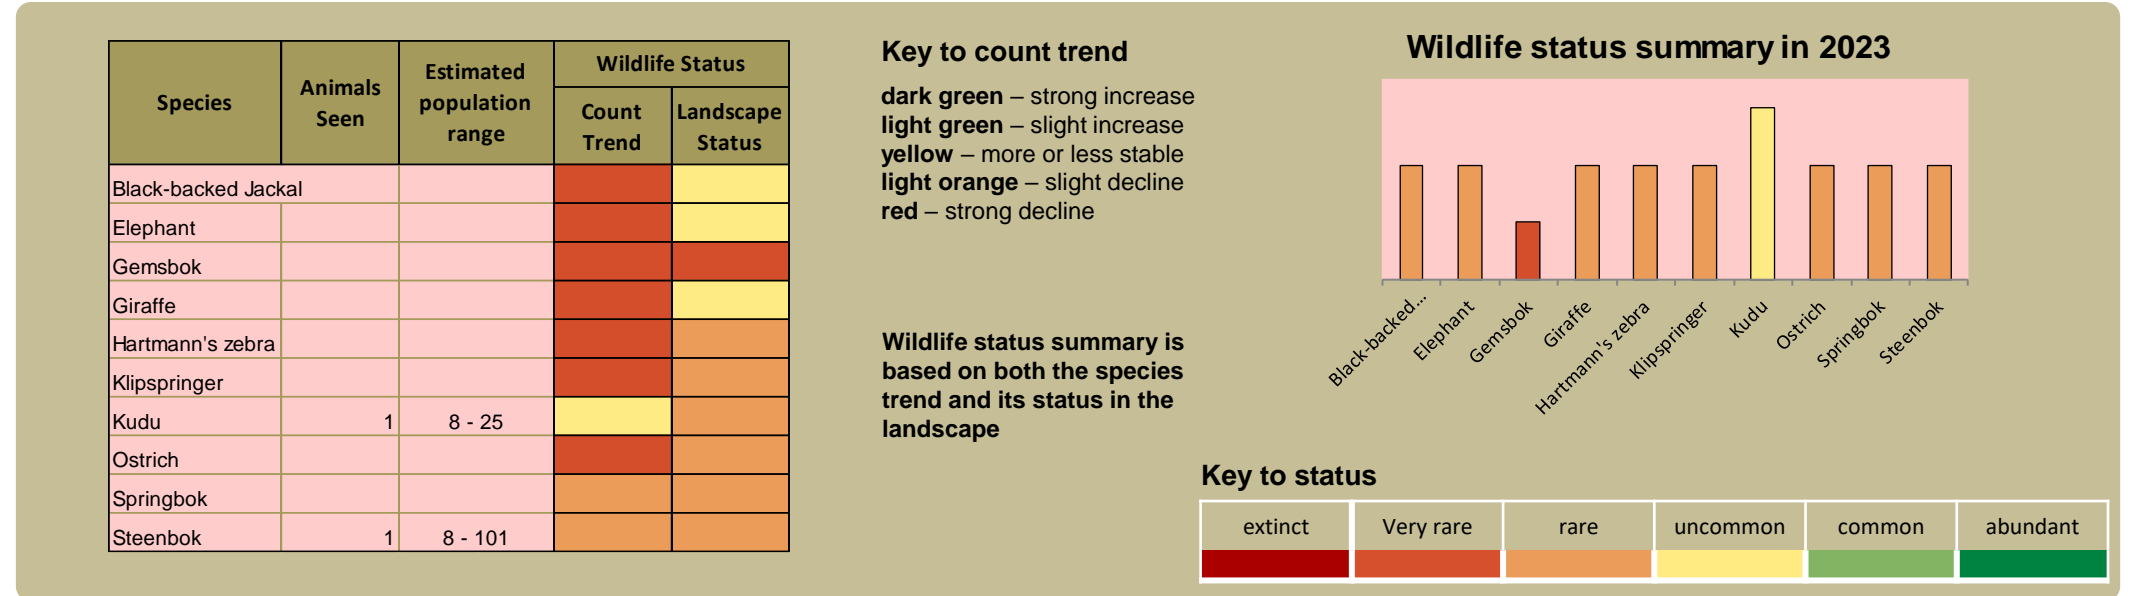 Species
Animals
Seen
Estimated
population
range
Wildlife Status
Count
Trend
Landscape
Status
Black-backed Jackal
Elephant
Gemsbok
Giraffe
Hartmann's zebra
Klipspringer
Kudu 1 8 - 25
Ostrich
Springbok
Steenbok 1 8 - 101
Key to count trend
dark green – strong increase
light green – slight increase
yellow – more or less stable
light orange – slight decline
red – strong decline
Wildlife status summary is
based on both the species
trend and its status in the
landscape
Wildlife status summary in 2023
Black-backed...
Elephant
Gemsbok
Giraffe
Hartmann's zebra
Klipspringer
Kudu
Ostrich
Springbok
Steenbok
Key to status
extinct Very rare rare uncommon common abundant